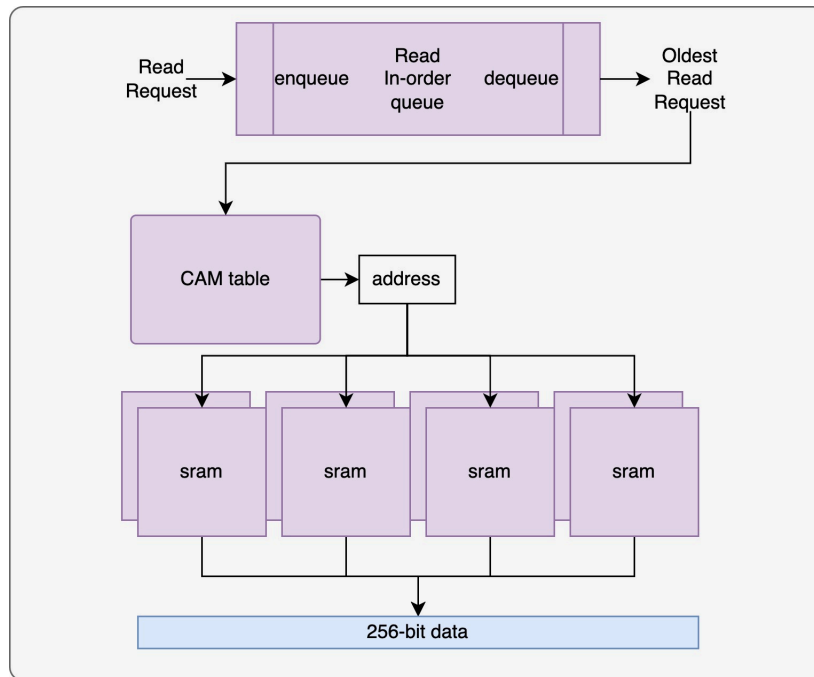 Read
Request
enqueue
Read
In-order
queue
dequeue
Oldest
Read
Request
CAM table
address
sram
sram
sram
sram
256-bit data